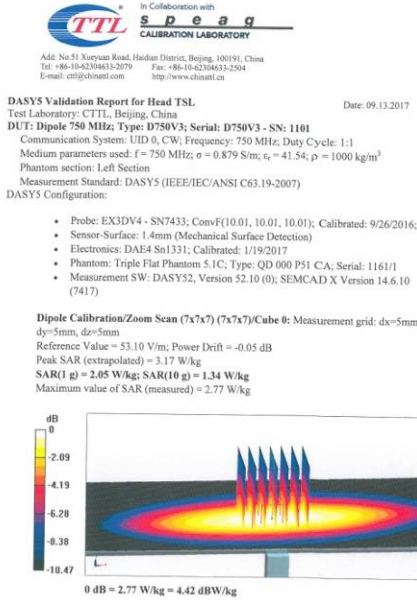 In Collaboration with
TTL
s p e a g
CALIBRATION LABORATORY
Add: No.51 Xueyuan Road, Haidian District, Beijing, 100191, China
Tel: +86-10-62304633-2079 Fax: +86-10-62304633-2504
E-mail: cttl@chinattl.com http://www.chinattl.cn
DASY5 Validation Report for Head TSL Date: 09.13.2017
Test Laboratory: CTTL, Beijing, China
DUT: Dipole 750 MHz; Type: D750V3; Serial: D750V3 - SN: 1101
Communication System: UID 0, CW; Frequency: 750 MHz; Duty Cycle: 1:1
Medium parameters used: f = 750 MHz; σ = 0.879 S/m; εr = 41.54; ρ = 1000 kg/m³
Phantom section: Left Section
Measurement Standard: DASY5 (IEEE/IEC/ANSI C63.19-2007)
DASY5 Configuration:
• Probe: EX3DV4 - SN7433; ConvF(10.01, 10.01, 10.01); Calibrated: 9/26/2016;
• Sensor-Surface: 1.4mm (Mechanical Surface Detection)
• Electronics: DAE4 Sn1331; Calibrated: 1/19/2017
• Phantom: Triple Flat Phantom 5.1C; Type: QD 000 P51 CA; Serial: 1161/1
• Measurement SW: DASY52, Version 52.10 (0); SEMCAD X Version 14.6.10
(7417)
Dipole Calibration/Zoom Scan (7x7x7) (7x7x7)/Cube 0: Measurement grid: dx=5mm,
dy=5mm, dz=5mm
Reference Value = 53.10 V/m; Power Drift = -0.05 dB
Peak SAR (extrapolated) = 3.17 W/kg
SAR(1 g) = 2.05 W/kg; SAR(10 g) = 1.34 W/kg
Maximum value of SAR (measured) = 2.77 W/kg
dB
0
-2.09
-4.19
-6.28
-8.38
-10.47
0 dB = 2.77 W/kg = 4.42 dBW/kg